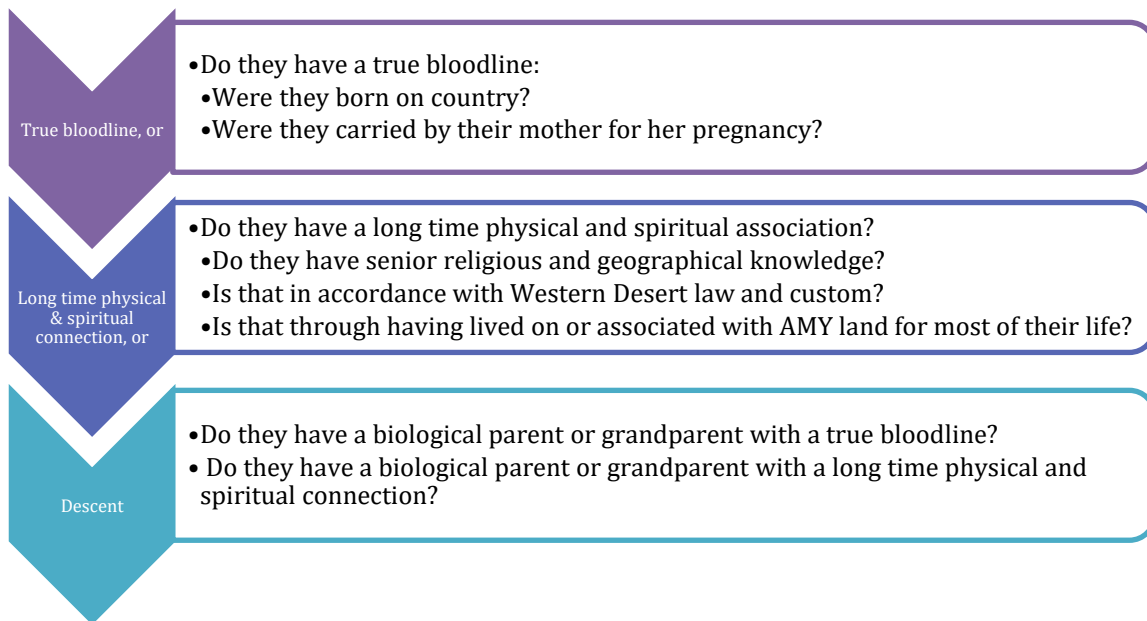 True bloodline, or
•Do they have a true bloodline:
•Were they born on country?
•Were they carried by their mother for her pregnancy?
Long time physical
& spiritual
connection, or
•Do they have a long time physical and spiritual association?
•Do they have senior religious and geographical knowledge?
•Is that in accordance with Western Desert law and custom?
•Is that through having lived on or associated with AMY land for most of their life?
Descent
•Do they have a biological parent or grandparent with a true bloodline?
• Do they have a biological parent or grandparent with a long time physical and
spiritual connection?